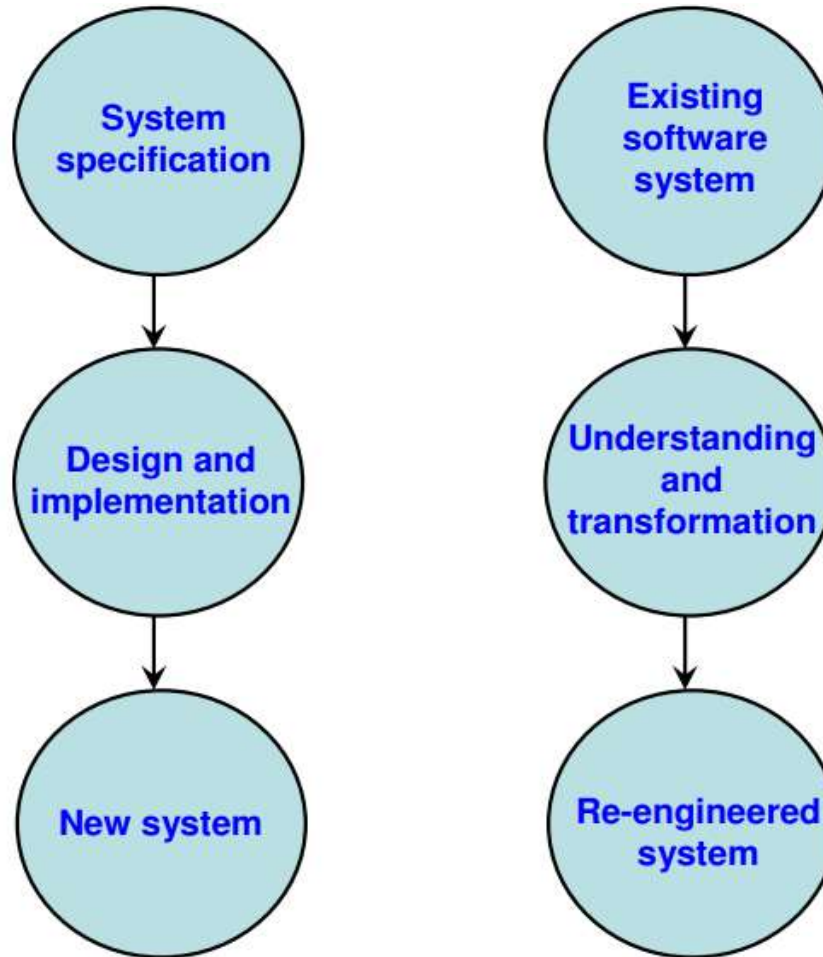 System
specification
Existing
software
system
Design and
implementation
Understanding
and
transformation
New system
Re-engineered
system